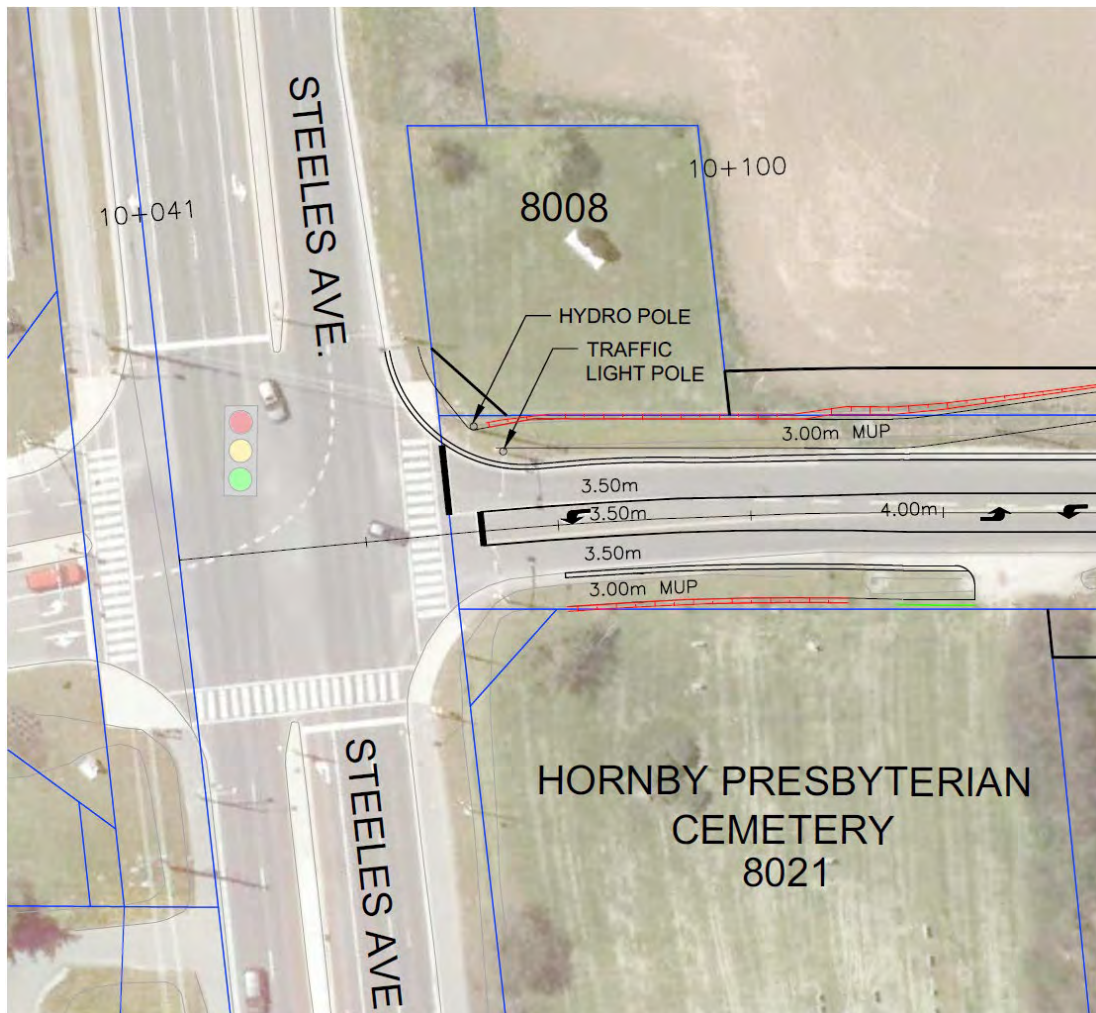 STEELES AVE.
10+041
10+100
8008
HYDRO POLE
TRAFFIC
LIGHT POLE
3.00m MUP
3.50m
3.50m
4.00m
3.50m
3.00m MUP
HORNBY PRESBYTERIAN
CEMETERY
8021
STEELES AVE